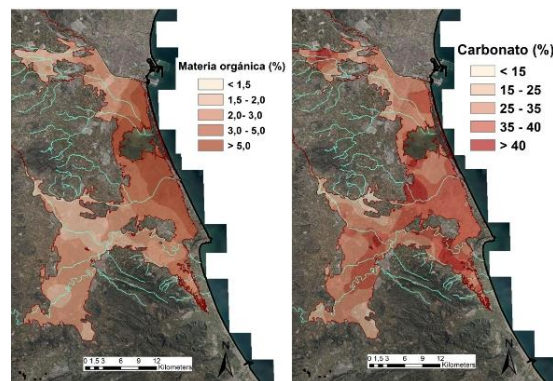 Materia orgánica (%)
< 1,5
1,5 - 2,0
2,0- 3,0
3,0 - 5,0
> 5,0
0 1,5 3 6 9 12
Kilometers
N
Carbonato (%)
< 15
15 - 25
25 - 35
35 - 40
> 40
0 1,5 3 6 9 12
Kilometers
N